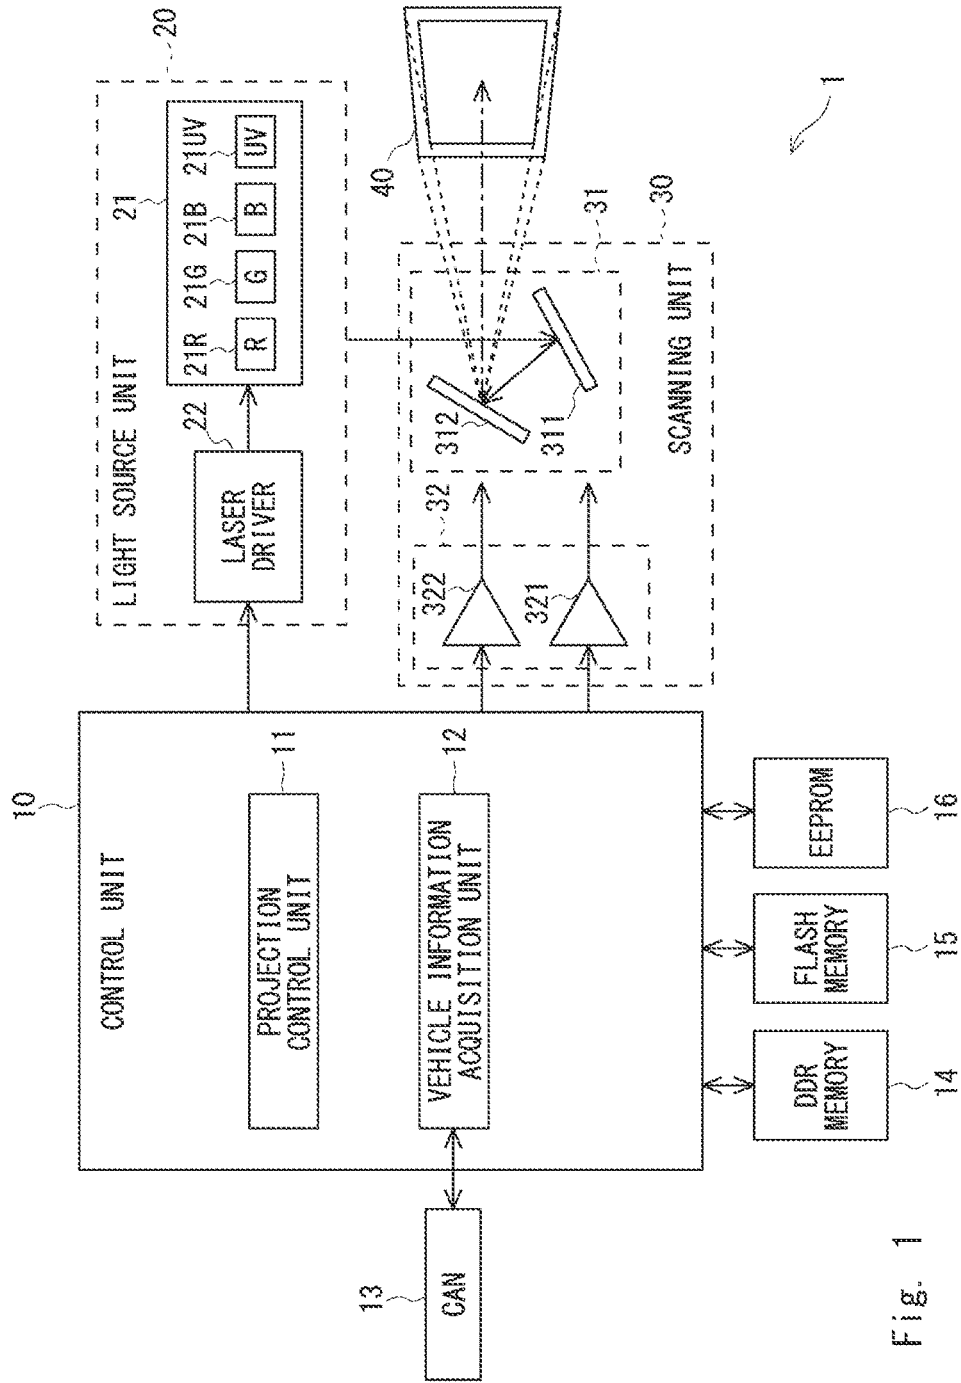 1
10
CONTROL UNIT
11
PROJECTION
CONTROL UNIT
12
VEHICLE INFORMATION
ACQUISITION UNIT
13
CAN
14
DDR
MEMORY
15
FLASH
MEMORY
16
EEPROM
20
LIGHT SOURCE UNIT
22
LASER
DRIVER
21
21R
21G
21B
21UV
R
G
B
UV
30
SCANNING UNIT
31
312
311
32
322
321
40
Fig. 1